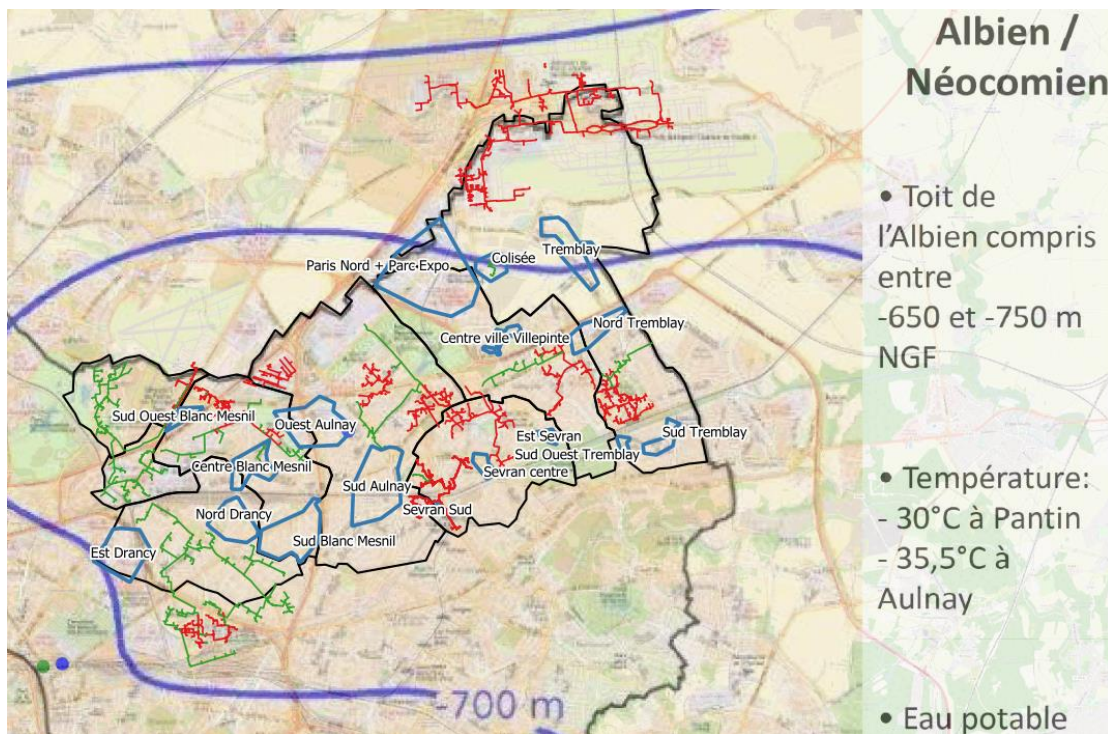 Albien /
Néocomien
• Toit de
l'Albien compris
entre
-650 et -750 m
NGF
• Température:
- 30°C à Pantin
- 35,5°C à
Aulnay
• Eau potable
Tremblay
Colisée
Paris Nord + Parc Expo
Nord Tremblay
Centre ville Villepinte
Sud Ouest Blanc Mesnil
Ouest Aulnay
Est Sevran
Sud Tremblay
Sud Ouest Tremblay
Centre Blanc Mesnil
Sevran centre
Sud Aulnay
Sevran Sud
Nord Drancy
Sud Blanc Mesnil
Est Drancy
-700 m